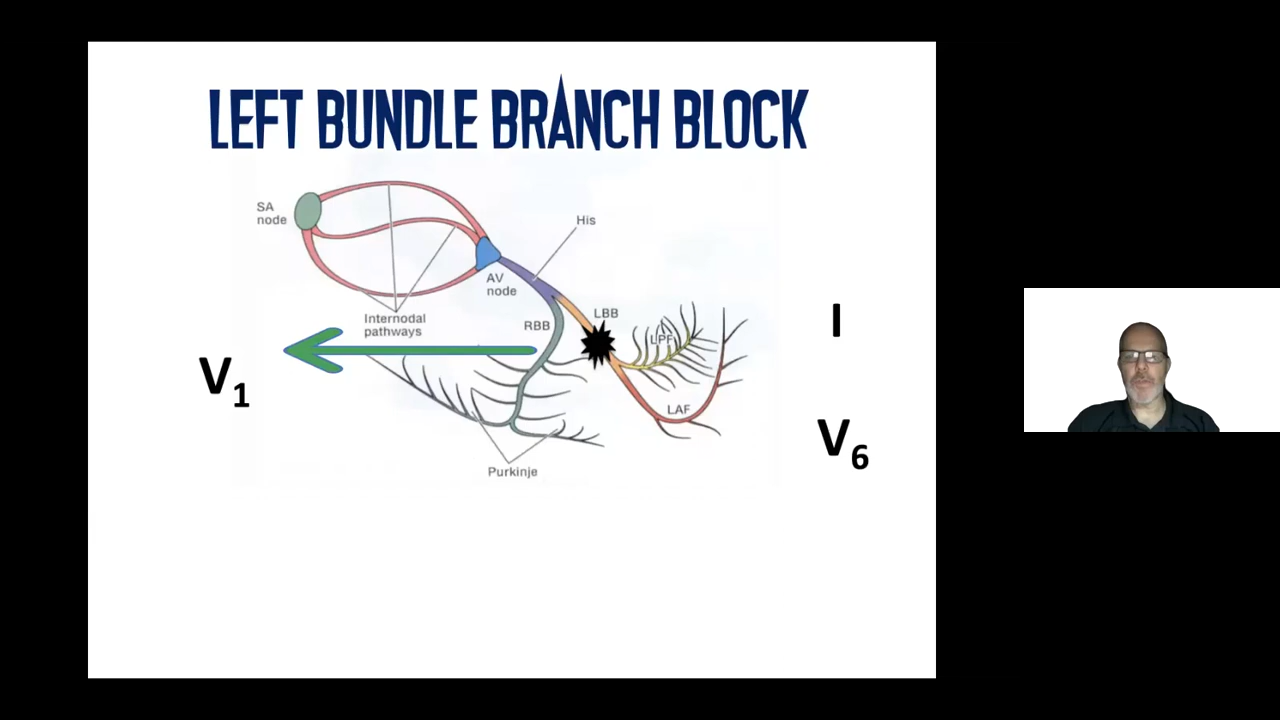 LEFT BUNDLE BRANCH BLOCK
SA
node
His
AV
node
Internodal
pathways
RBB
LBB
LPF
LAF
Purkinje
V1
I
V6